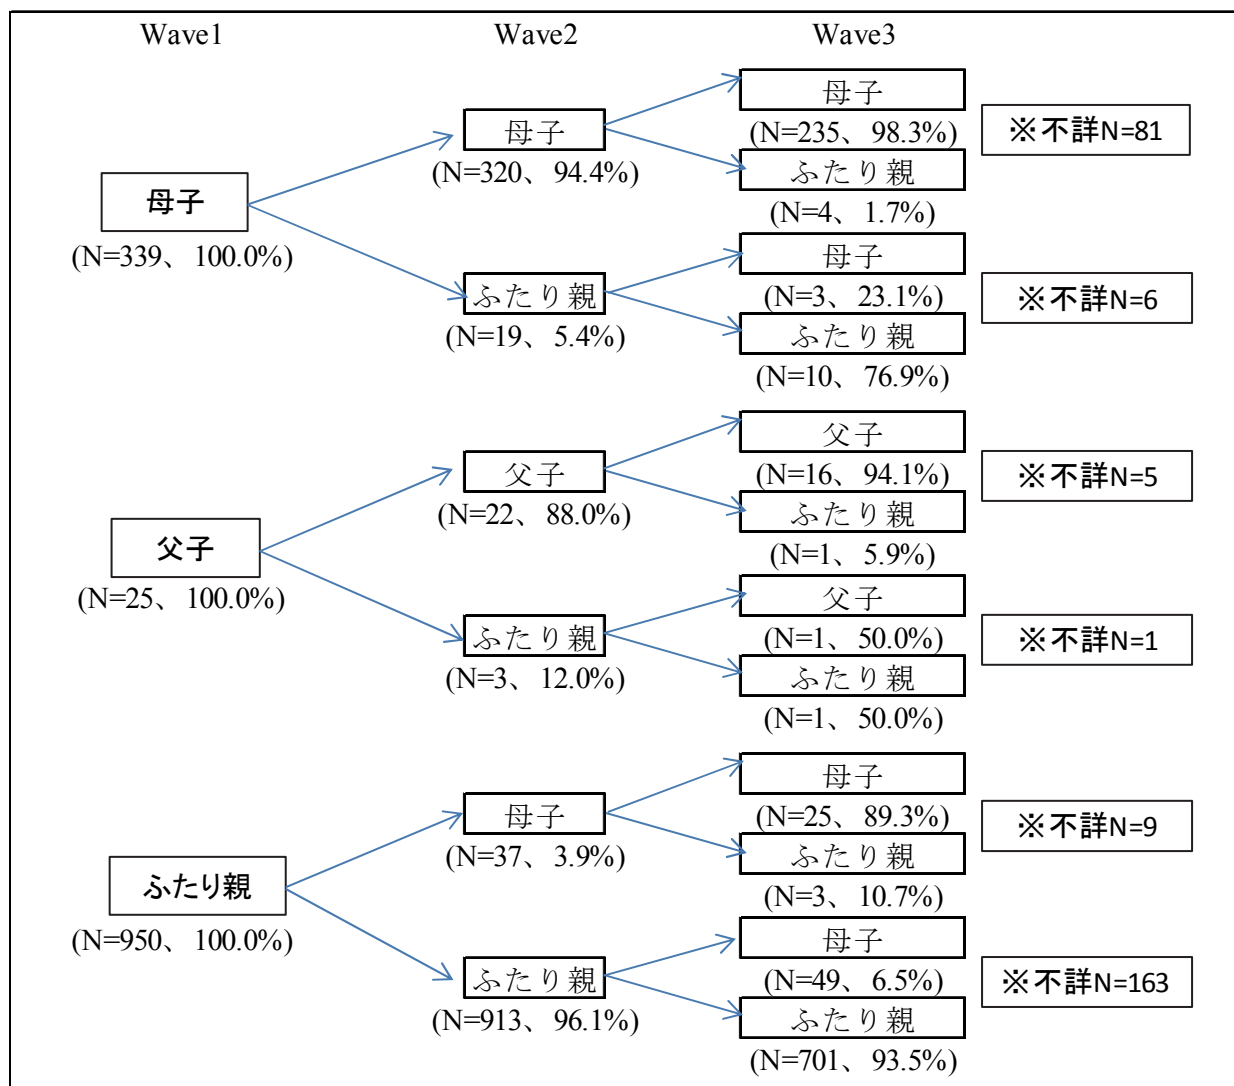 Wave1 Wave2 Wave3
母子
(N=339、100.0%)
母子
(N=320、94.4%)
母子
(N=235、98.3%)
ふたり親
(N=4、1.7%)
※不詳N=81
ふたり親
(N=19、5.4%)
母子
(N=3、23.1%)
ふたり親
(N=10、76.9%)
※不詳N=6
父子
(N=25、100.0%)
父子
(N=22、88.0%)
父子
(N=16、94.1%)
ふたり親
(N=1、5.9%)
※不詳N=5
ふたり親
(N=3、12.0%)
父子
(N=1、50.0%)
ふたり親
(N=1、50.0%)
※不詳N=1
ふたり親
(N=950、100.0%)
母子
(N=37、3.9%)
母子
(N=25、89.3%)
ふたり親
(N=3、10.7%)
※不詳N=9
ふたり親
(N=913、96.1%)
母子
(N=49、6.5%)
ふたり親
(N=701、93.5%)
※不詳N=163